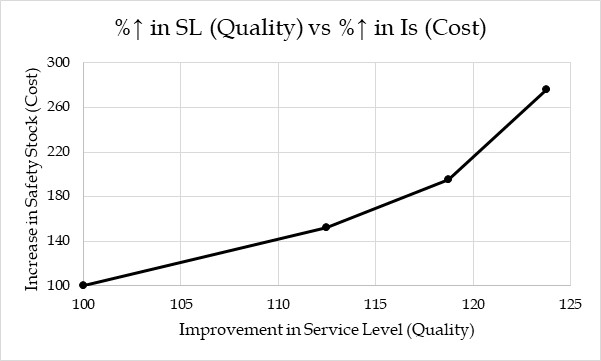 %↑ in SL (Quality) vs %↑ in Is (Cost)
Increase in Safety Stock (Cost)
300
260
220
180
140
100
100 105 110 115 120 125
Improvement in Service Level (Quality)